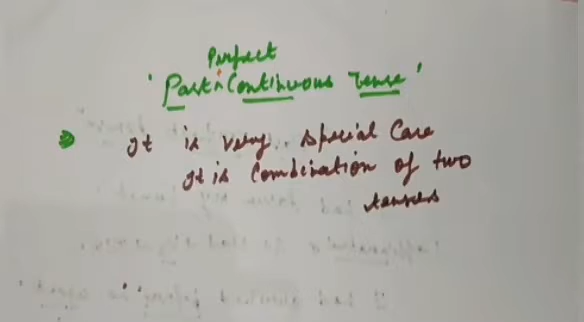 Perfect
'Past ^ Continuous Tense'
It is very special Case
It is Combination of two
tenses